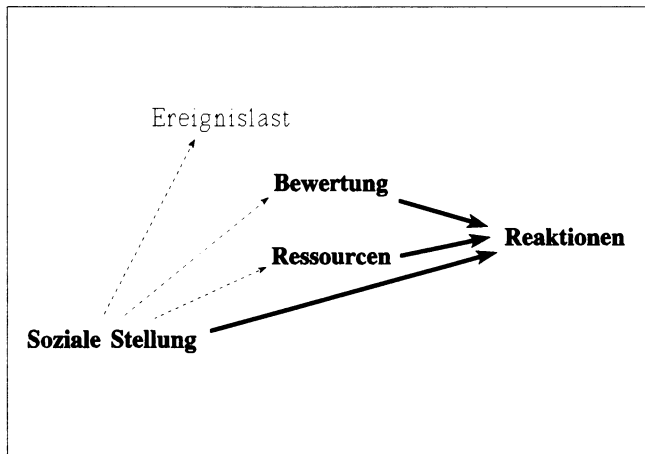 Ereignislast
Bewertung
Reaktionen
Ressourcen
Soziale Stellung